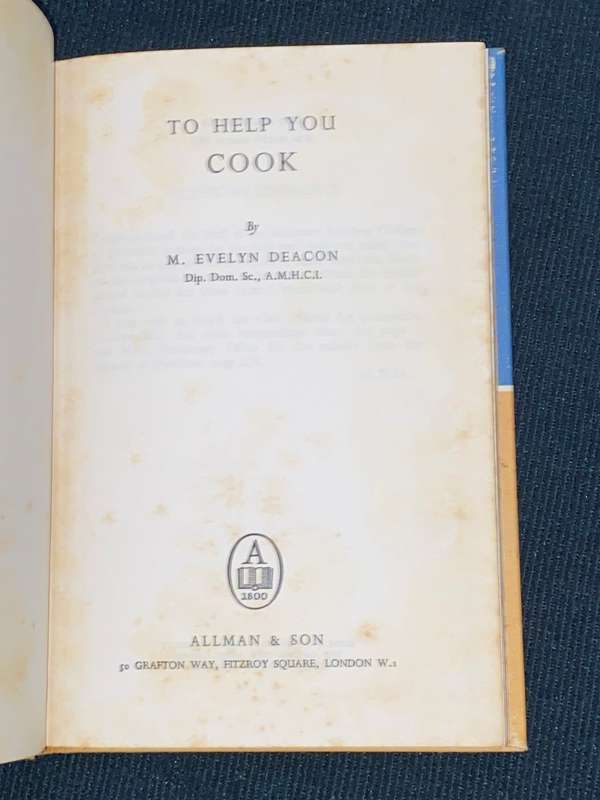 TO HELP YOU
COOK
By
M. EVELYN DEACON
Dip. Dom. Sc., A.M.H.C.I.
A
1800
ALLMAN & SON
50 GRAFTON WAY, FITZROY SQUARE, LONDON W.1